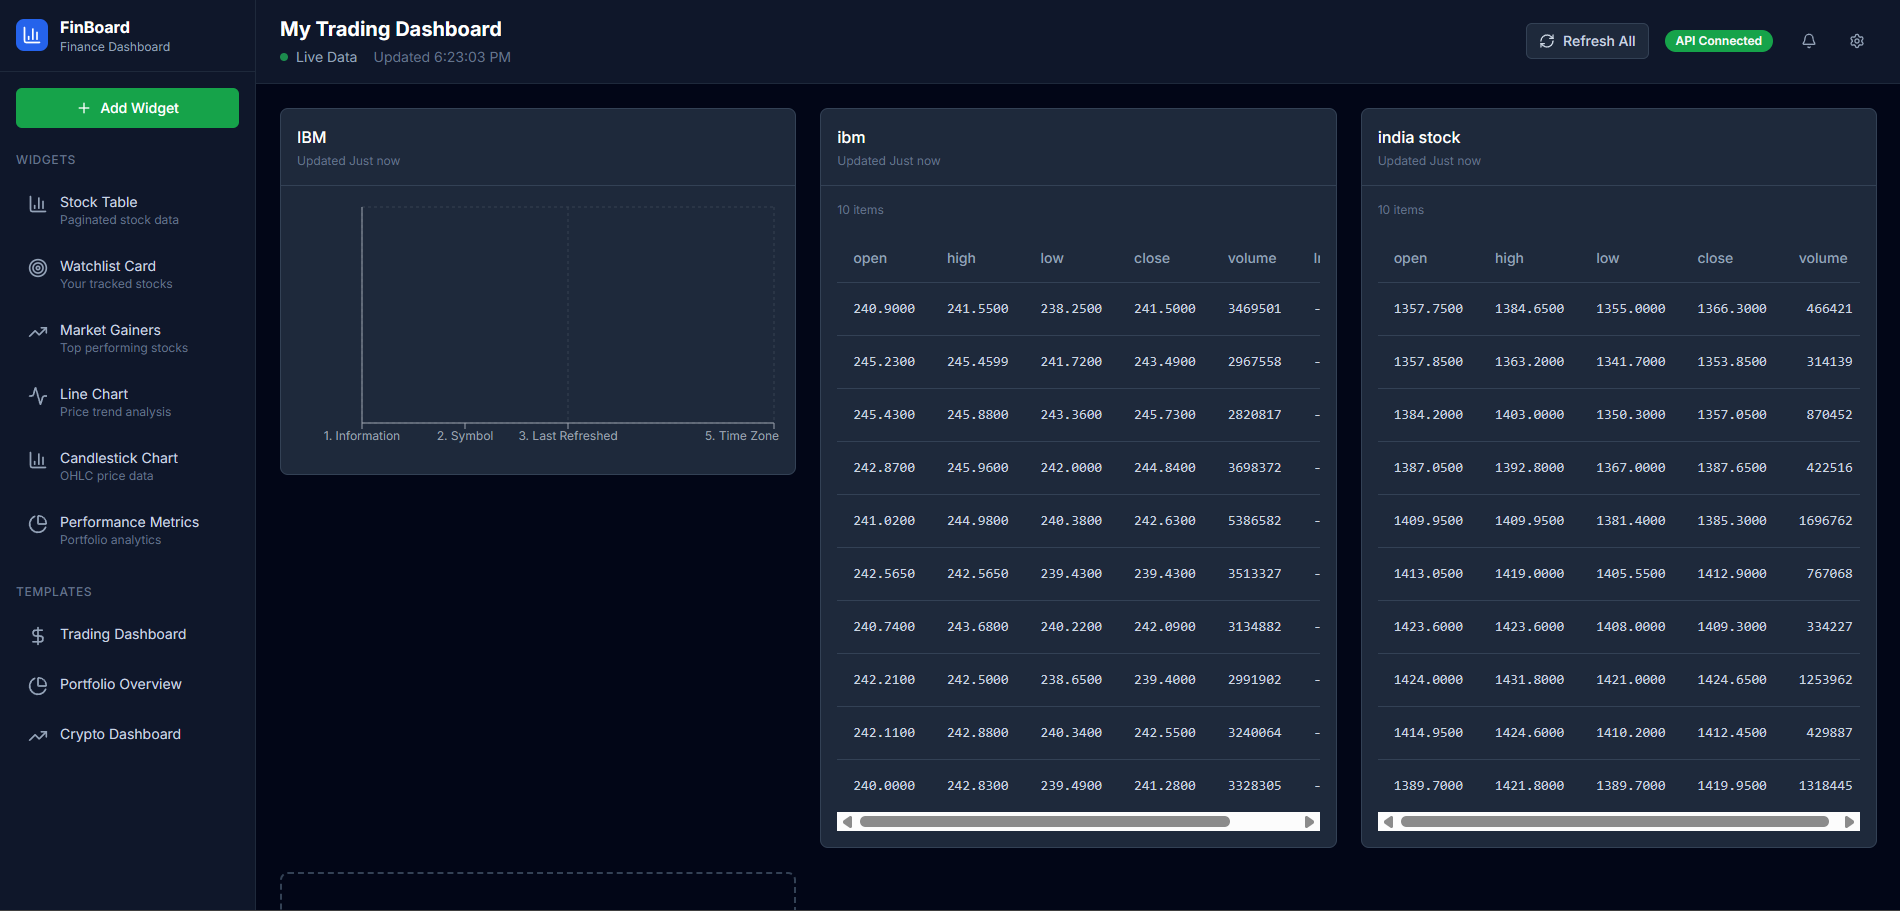 FinBoard
Finance Dashboard
Add Widget
WIDGETS
Stock Table
Paginated stock data
Watchlist Card
Your tracked stocks
Market Gainers
Top performing stocks
Line Chart
Price trend analysis
Candlestick Chart
OHLC price data
Performance Metrics
Portfolio analytics
TEMPLATES
Trading Dashboard
Portfolio Overview
Crypto Dashboard
My Trading Dashboard
Live Data Updated 6:23:03 PM
Refresh All
API Connected
IBM
Updated Just now
1. Information 2. Symbol 3. Last Refreshed 5. Time Zone
ibm
Updated Just now
10 items
open high low close volume
240.9000 241.5500 238.2500 241.5000 3469501 -
245.2300 245.4599 241.7200 243.4900 2967558 -
245.4300 245.8800 243.3600 245.7300 2820817 -
242.8700 245.9600 242.0000 244.8400 3698372 -
241.0200 244.9800 240.3800 242.6300 5386582 -
242.5650 242.5650 239.4300 239.4300 3513327 -
240.7400 243.6800 240.2200 242.0900 3134882 -
242.2100 242.5000 238.6500 239.4000 2991902 -
242.1100 242.8800 240.3400 242.5500 3240064 -
240.0000 242.8300 239.4900 241.2800 3328305 -
india stock
Updated Just now
10 items
open high low close volume
1357.7500 1384.6500 1355.0000 1366.3000 466421
1357.8500 1363.2000 1341.7000 1353.8500 314139
1384.2000 1403.0000 1350.3000 1357.0500 870452
1387.0500 1392.8000 1367.0000 1387.6500 422516
1409.9500 1409.9500 1381.4000 1385.3000 1696762
1413.0500 1419.0000 1405.5500 1412.9000 767068
1423.6000 1423.6000 1408.0000 1409.3000 334227
1424.0000 1431.8000 1421.0000 1424.6500 1253962
1414.9500 1424.6000 1410.2000 1412.4500 429887
1389.7000 1421.8000 1389.7000 1419.9500 1318445